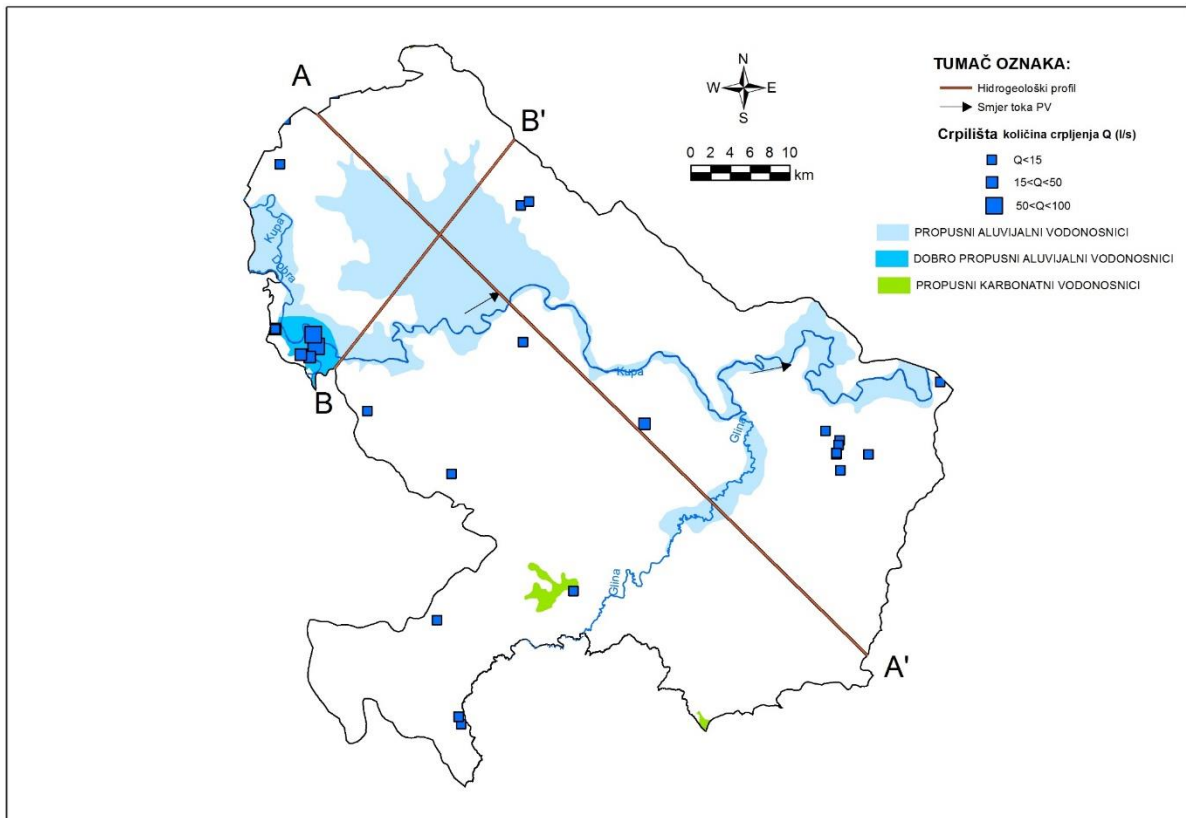 A
B'
N
W E
S
0 2 4 6 8 10
km
TUMAČ OZNAKA:
Hidrogeološki profil
Smjer toka PV
Crpilišta količina crpljenja Q (l/s)
Q<15
15<Q<50
50<Q<100
PROPUSNI ALUVIJALNI VODONOSNICI
DOBRO PROPUSNI ALUVIJALNI VODONOSNICI
PROPUSNI KARBONATNI VODONOSNICI
Kupa
Dobra
B
Kupa
Glina
Glina
A'